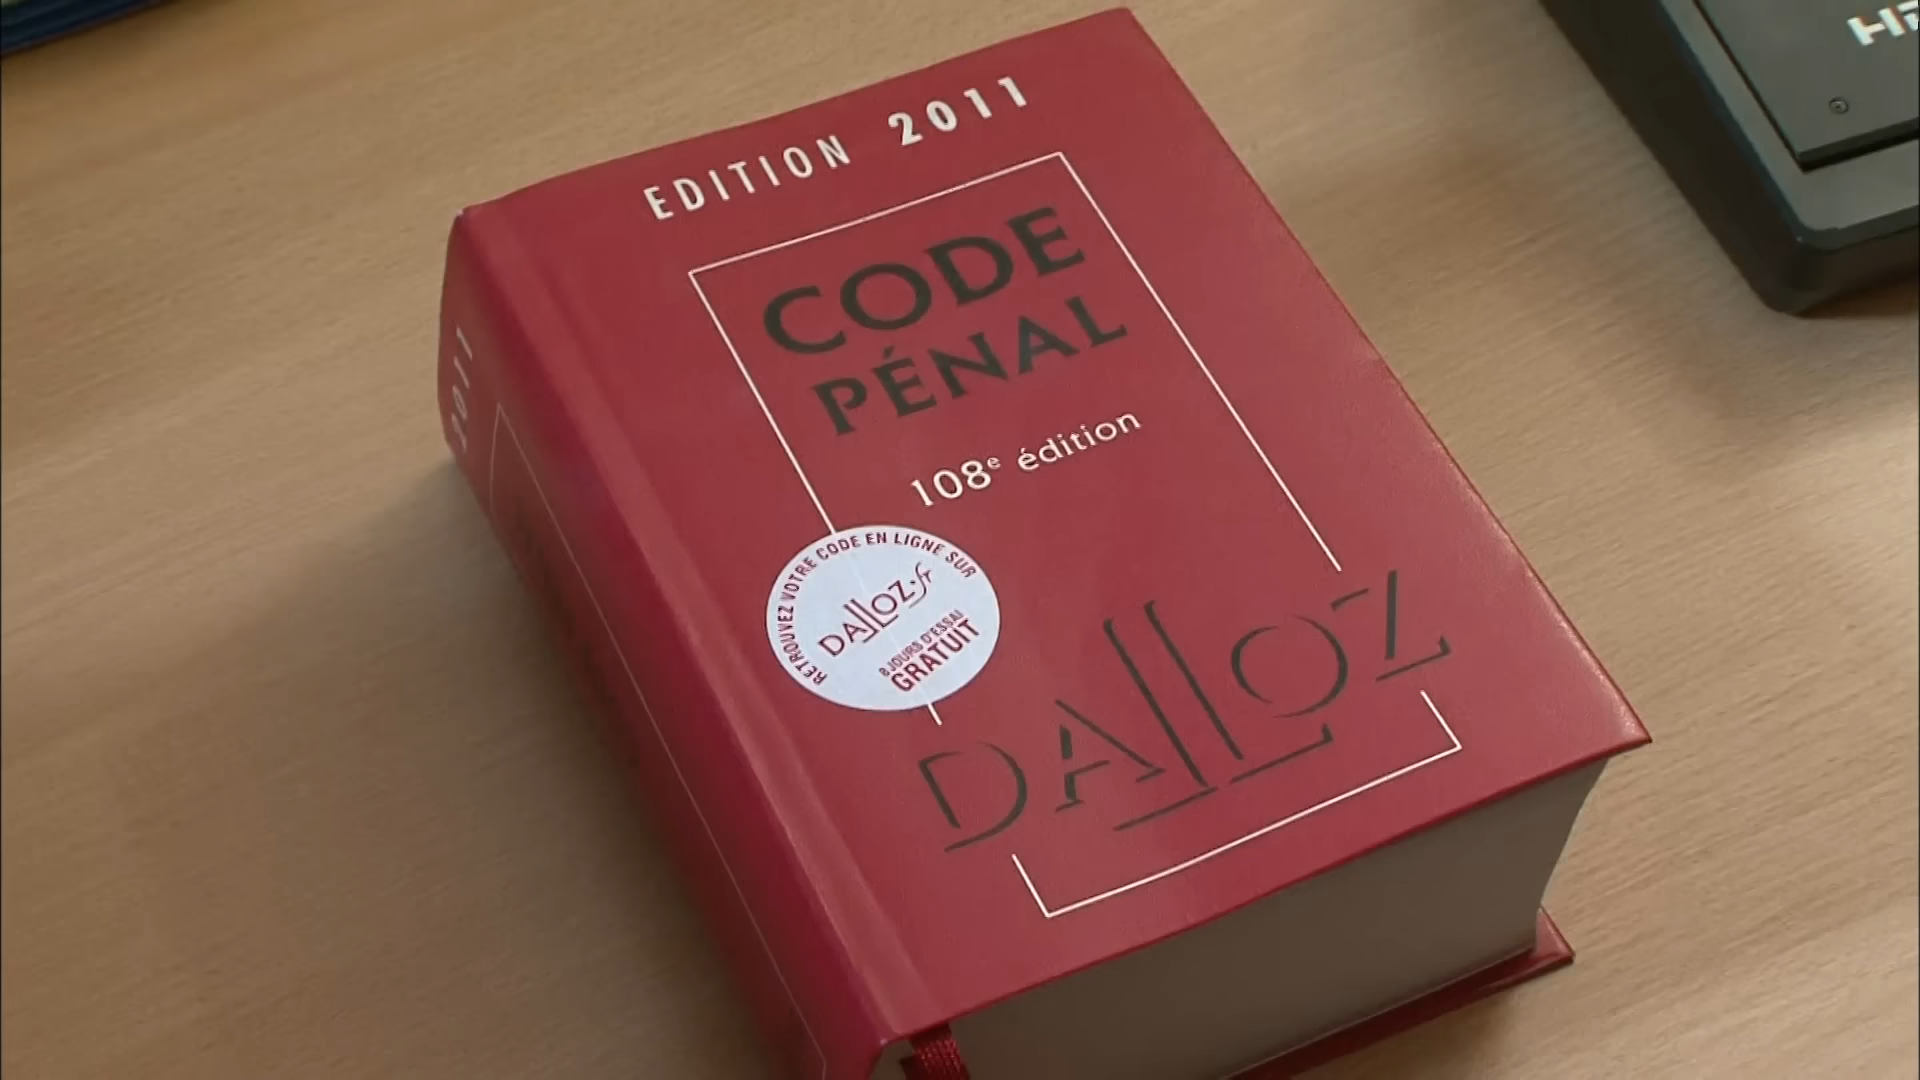 EDITION 2011
CODE
PÉNAL
108e édition
RETROUVEZ VOTRE CODE EN LIGNE SUR
DALLOZ.fr
8 JOURS D'ESSAI
GRATUIT
DALLOZ
2011